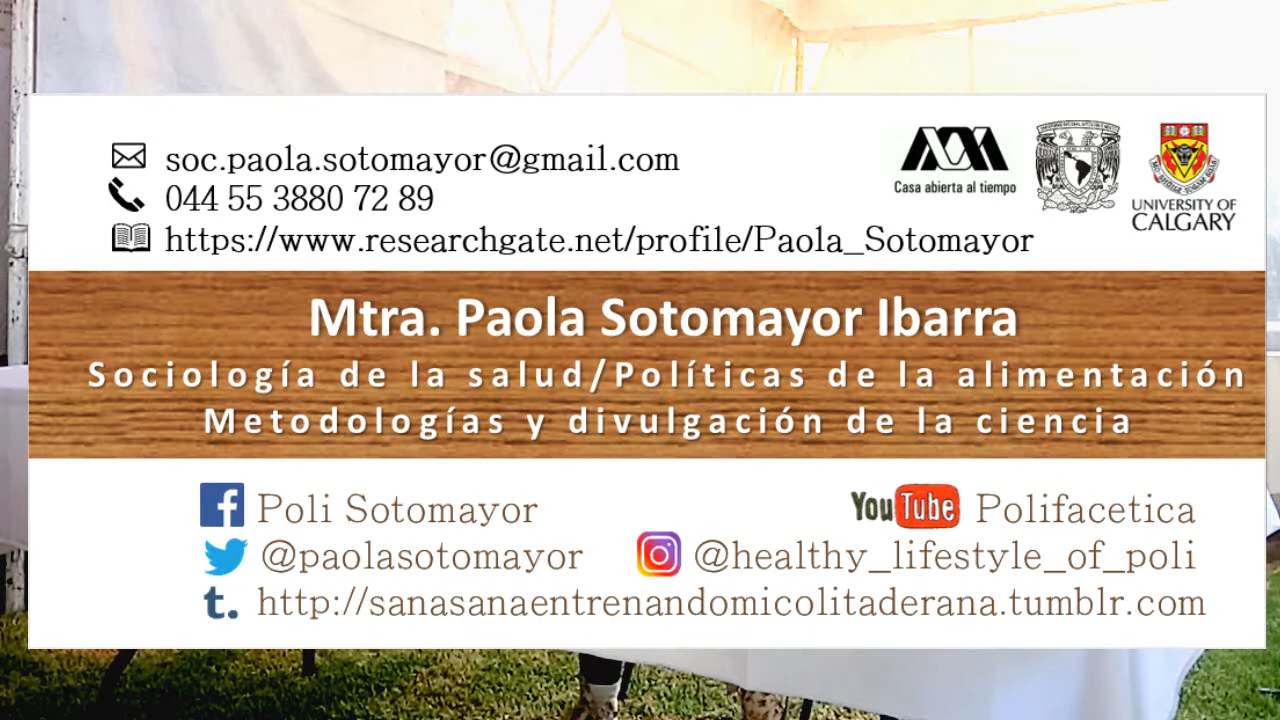 soc.paola.sotomayor@gmail.com
044 55 3880 72 89
https://www.researchgate.net/profile/Paola_Sotomayor
Casa abierta al tiempo
UNIVERSITY OF
CALGARY
Mtra. Paola Sotomayor Ibarra
Sociología de la salud/Políticas de la alimentación
Metodologías y divulgación de la ciencia
Poli Sotomayor
YouTube Polifacetica
@paolasotomayor
@healthy_lifestyle_of_poli
t. http://sanasanaentrenandomicolitaderana.tumblr.com